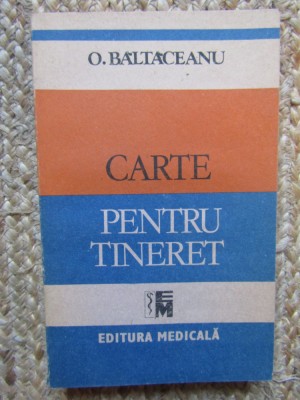 O. BĂLTĂCEANU
CARTE
PENTRU
TINERET
EM
EDITURA MEDICALĂ